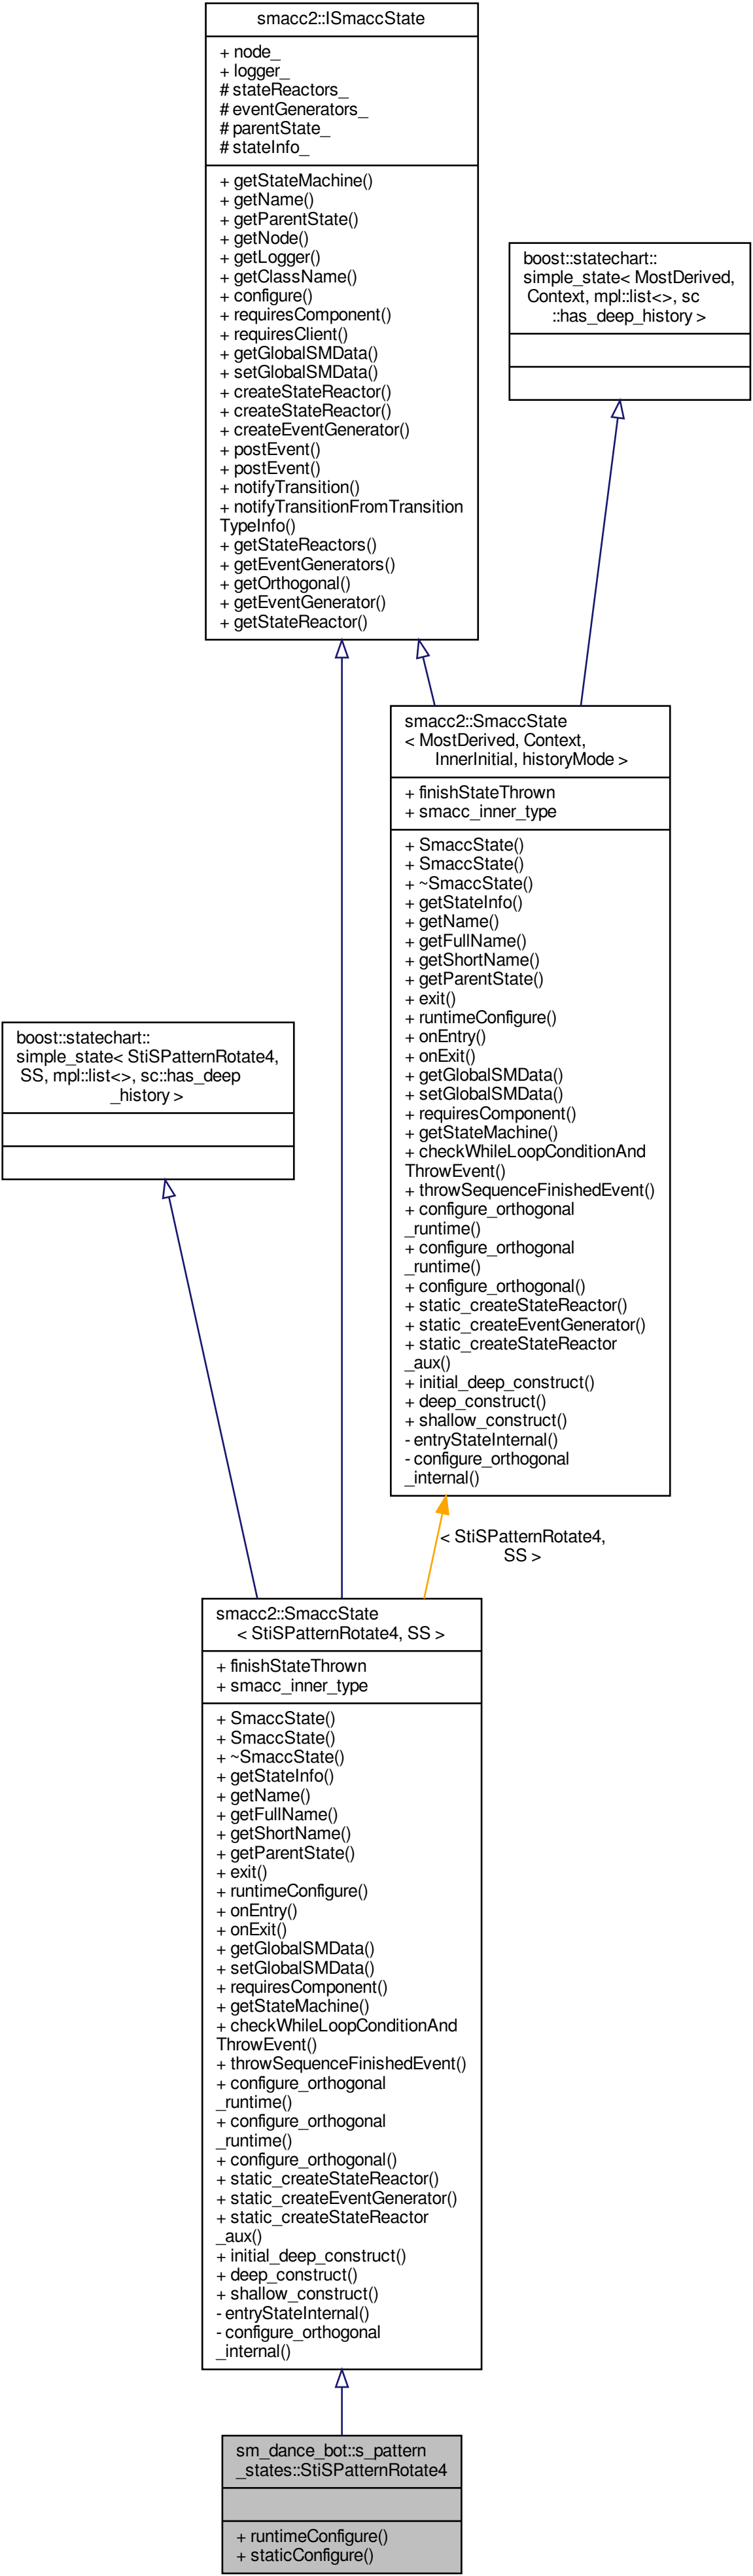 smacc2::ISmaccState
+ node_
+ logger_
# stateReactors_
# eventGenerators_
# parentState_
# stateInfo_
+ getStateMachine()
+ getName()
+ getParentState()
+ getNode()
+ getLogger()
+ getClassName()
+ configure()
+ requiresComponent()
+ requiresClient()
+ getGlobalSMData()
+ setGlobalSMData()
+ createStateReactor()
+ createStateReactor()
+ createEventGenerator()
+ postEvent()
+ postEvent()
+ notifyTransition()
+ notifyTransitionFromTransition
TypeInfo()
+ getStateReactors()
+ getEventGenerators()
+ getOrthogonal()
+ getEventGenerator()
+ getStateReactor()
boost::statechart::
simple_state< MostDerived,
Context, mpl::list<>, sc
::has_deep_history >
smacc2::SmaccState
< MostDerived, Context,
InnerInitial, historyMode >
+ finishStateThrown
+ smacc_inner_type
+ SmaccState()
+ SmaccState()
+ ~SmaccState()
+ getStateInfo()
+ getName()
+ getFullName()
+ getShortName()
+ getParentState()
+ exit()
+ runtimeConfigure()
+ onEntry()
+ onExit()
+ getGlobalSMData()
+ setGlobalSMData()
+ requiresComponent()
+ getStateMachine()
+ checkWhileLoopConditionAnd
ThrowEvent()
+ throwSequenceFinishedEvent()
+ configure_orthogonal
_runtime()
+ configure_orthogonal
_runtime()
+ configure_orthogonal()
+ static_createStateReactor()
+ static_createEventGenerator()
+ static_createStateReactor
_aux()
+ initial_deep_construct()
+ deep_construct()
+ shallow_construct()
- entryStateInternal()
- configure_orthogonal
_internal()
boost::statechart::
simple_state< StiSPatternRotate4,
SS, mpl::list<>, sc::has_deep
_history >
< StiSPatternRotate4,
SS >
smacc2::SmaccState
< StiSPatternRotate4, SS >
+ finishStateThrown
+ smacc_inner_type
+ SmaccState()
+ SmaccState()
+ ~SmaccState()
+ getStateInfo()
+ getName()
+ getFullName()
+ getShortName()
+ getParentState()
+ exit()
+ runtimeConfigure()
+ onEntry()
+ onExit()
+ getGlobalSMData()
+ setGlobalSMData()
+ requiresComponent()
+ getStateMachine()
+ checkWhileLoopConditionAnd
ThrowEvent()
+ throwSequenceFinishedEvent()
+ configure_orthogonal
_runtime()
+ configure_orthogonal
_runtime()
+ configure_orthogonal()
+ static_createStateReactor()
+ static_createEventGenerator()
+ static_createStateReactor
_aux()
+ initial_deep_construct()
+ deep_construct()
+ shallow_construct()
- entryStateInternal()
- configure_orthogonal
_internal()
sm_dance_bot::s_pattern
_states::StiSPatternRotate4
+ runtimeConfigure()
+ staticConfigure()